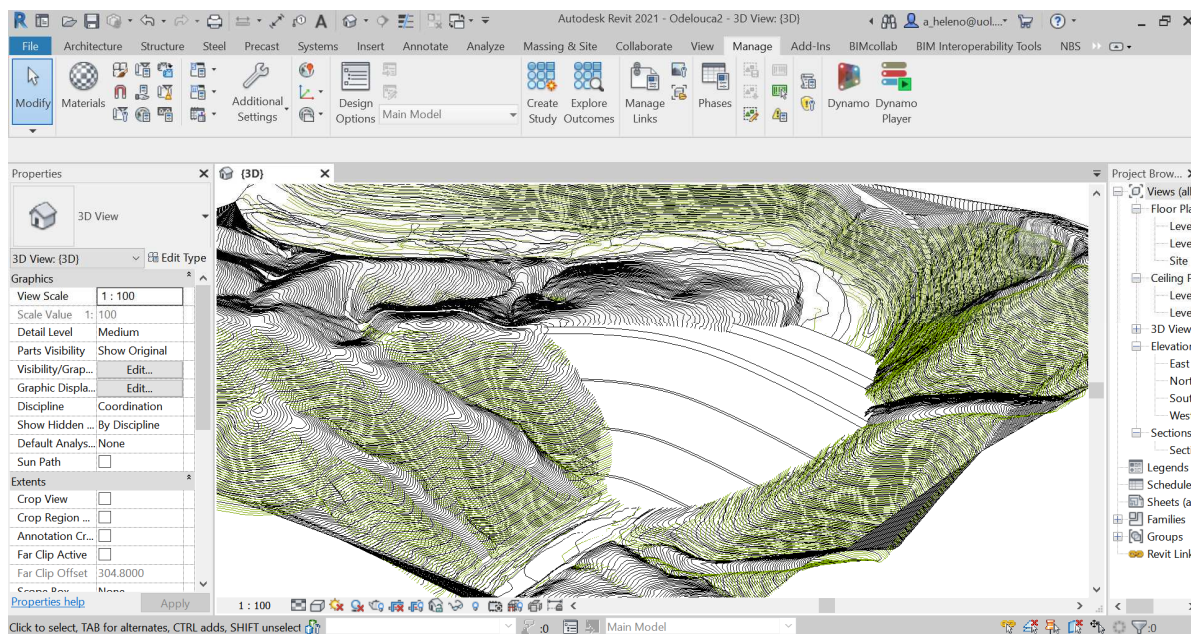 Autodesk Revit 2021 - Odelouca2 - 3D View: {3D}
a_heleno@uol....
File Architecture Structure Steel Precast Systems Insert Annotate Analyze Massing & Site Collaborate View Manage Add-Ins BIMcollab BIM Interoperability Tools NBS
Modify
Materials
Additional
Settings
Design
Options
Main Model
Create
Study
Explore
Outcomes
Manage
Links
Phases
Dynamo
Dynamo
Player
Properties
3D View
3D View: {3D}
Edit Type
Graphics
View Scale 1 : 100
Scale Value 1: 100
Detail Level Medium
Parts Visibility Show Original
Visibility/Grap... Edit...
Graphic Displa... Edit...
Discipline Coordination
Show Hidden ... By Discipline
Default Analys... None
Sun Path
Extents
Crop View
Crop Region ...
Annotation Cr...
Far Clip Active
Far Clip Offset 304.8000
Scope Box None
Properties help
Apply
{3D}
1 : 100
Project Brow...
Views (all
Floor Pla
Leve
Leve
Site
Ceiling P
Leve
Leve
3D View
Elevation
East
Nort
Sout
Wes
Sections
Secti
Legends
Schedule
Sheets (a
Families
Groups
Revit Link
Click to select, TAB for alternates, CTRL adds, SHIFT unselect
:0
Main Model
:0